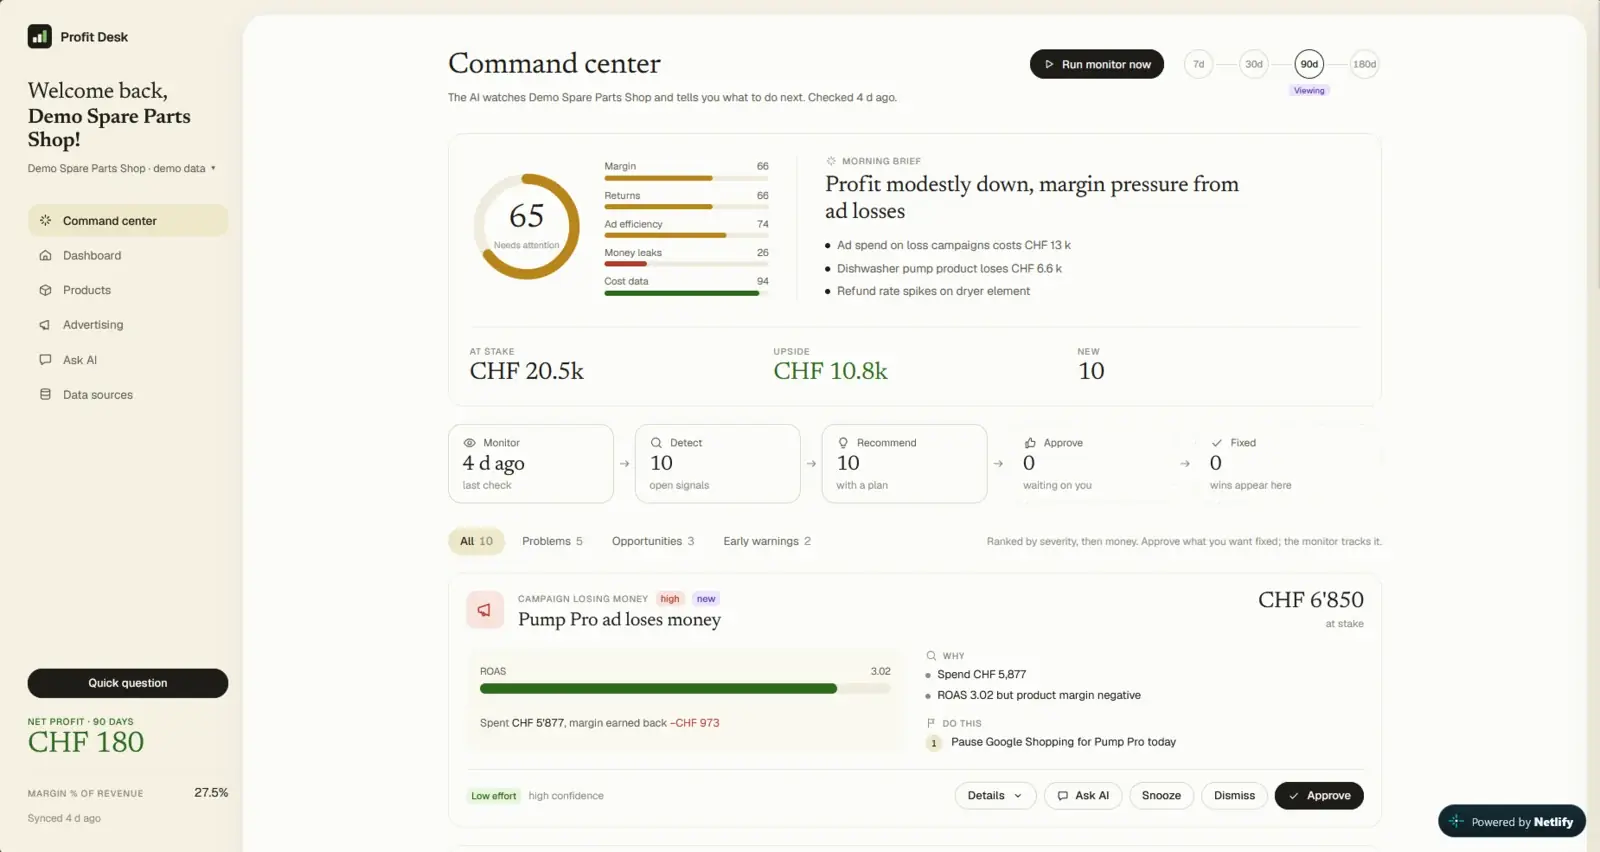 Profit Desk
Welcome back,
Demo Spare Parts
Shop!
Demo Spare Parts Shop · demo data
Command center
Dashboard
Products
Advertising
Ask AI
Data sources
Quick question
NET PROFIT · 90 DAYS
CHF 180
MARGIN % OF REVENUE 27.5%
Synced 4 d ago
Command center
Run monitor now
7d 30d 90d 180d
Viewing
The AI watches Demo Spare Parts Shop and tells you what to do next. Checked 4 d ago.
65
Needs attention
Margin 66
Returns 66
Ad efficiency 74
Money leaks 26
Cost data 94
MORNING BRIEF
Profit modestly down, margin pressure from
ad losses
Ad spend on loss campaigns costs CHF 13 k
Dishwasher pump product loses CHF 6.6 k
Refund rate spikes on dryer element
AT STAKE
CHF 20.5k
UPSIDE
CHF 10.8k
NEW
10
Monitor
4 d ago
last check
Detect
10
open signals
Recommend
10
with a plan
Approve
0
waiting on you
Fixed
0
wins appear here
All 10 Problems 5 Opportunities 3 Early warnings 2
Ranked by severity, then money. Approve what you want fixed; the monitor tracks it.
CAMPAIGN LOSING MONEY high new
Pump Pro ad loses money
CHF 6'850
at stake
ROAS 3.02
Spent CHF 5'877, margin earned back −CHF 973
WHY
Spend CHF 5,877
ROAS 3.02 but product margin negative
DO THIS
1 Pause Google Shopping for Pump Pro today
Low effort high confidence
Details Ask AI Snooze Dismiss Approve
Powered by Netlify